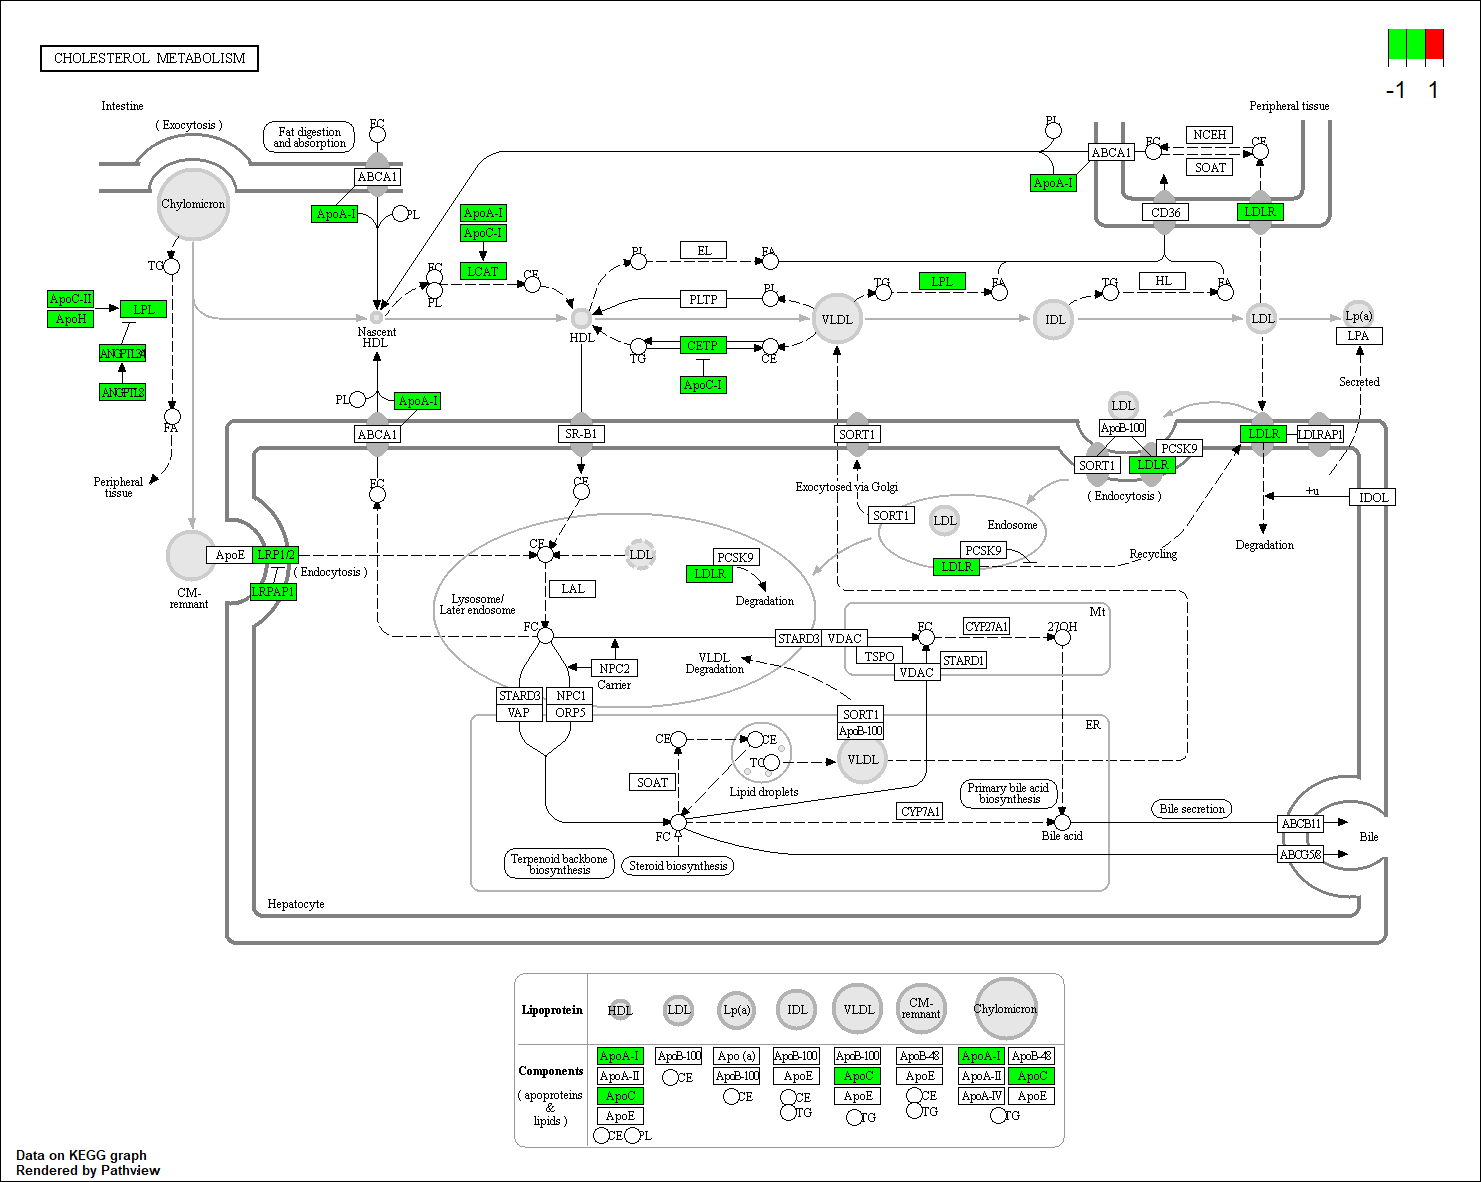 CHOLESTEROL METABOLISM
-1 1
Intestine
( Exocytosis )
Fat digestion
and absorption
FC
ABCA1
Chylomicron
ApoA-I
PL
ApoA-I
ApoC-I
LCAT
FC
PL
CE
TG
ApoC-II
ApoH
LPL
ANGPTL3/4
ANGPTL8
FA
Peripheral
tissue
Nascent
HDL
HDL
PL
EL
FA
PLTP
PL
TG
CETP
CE
ApoC-I
VLDL
TG
LPL
FA
IDL
TG
HL
FA
LDL
Lp(a)
LPA
Secreted
Peripheral tissue
PL
ABCA1
ApoA-I
FC
NCEH
SOAT
CE
CD36
LDLR
PL
ApoA-I
ABCA1
FC
SR-B1
CE
SORT1
Exocytosed via Golgi
SORT1
LDL
ApoB-100
SORT1
LDLR
PCSK9
( Endocytosis )
LDLR
LDLRAP1
+u
IDOL
Degradation
Recycling
LDL
Endosome
PCSK9
LDLR
CM-
remnant
ApoE
LRP1/2
( Endocytosis )
LRPAP1
CE
LDL
LAL
Lysosome/
Later endosome
PCSK9
LDLR
Degradation
FC
NPC2
Carrier
STARD3
VDAC
VLDL
Degradation
STARD3
VAP
NPC1
ORP5
Mt
FC
CYP27A1
27OH
TSPO
VDAC
STARD1
ER
SORT1
ApoB-100
VLDL
CE
CE
TG
Lipid droplets
SOAT
FC
CYP7A1
Primary bile acid
biosynthesis
Bile acid
Bile secretion
ABCB11
ABCG5/8
Bile
Terpenoid backbone
biosynthesis
Steroid biosynthesis
Hepatocyte
Lipoprotein
HDL
LDL
Lp(a)
IDL
VLDL
CM-
remnant
Chylomicron
Components
( apoproteins
&
lipids )
ApoA-I
ApoA-II
ApoC
ApoE
CE PL
ApoB-100
CE
Apo (a)
ApoB-100
CE
ApoB-100
ApoE
CE
TG
ApoB-100
ApoC
ApoE
TG
ApoB-48
ApoE
CE
TG
ApoA-I ApoB-48
ApoA-II ApoC
ApoA-IV ApoE
TG
Data on KEGG graph
Rendered by Pathview